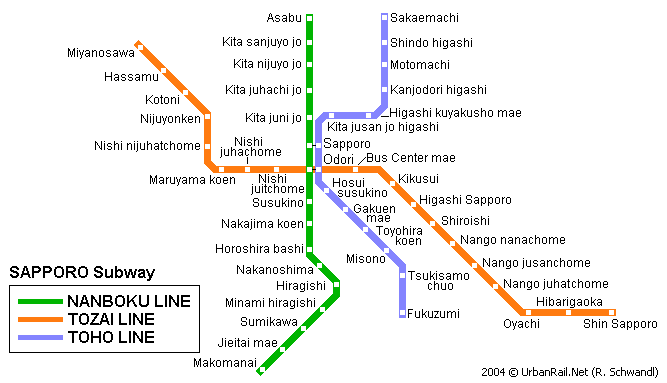 Asabu
Sakaemachi
Kita sanjuyo jo
Shindo higashi
Miyanosawa
Kita nijuyo jo
Motomachi
Hassamu
Kita juhachi jo
Kanjodori higashi
Kotoni
Higashi kuyakusho mae
Nijuyonken
Kita juni jo
Kita jusan jo higashi
Nishi nijuhatchome
Nishi
juhachome
Sapporo
Odori
Bus Center mae
Maruyama koen
Nishi
juitchome
Hosui
susukino
Kikusui
Susukino
Gakuen
mae
Higashi Sapporo
Nakajima koen
Toyohira
koen
Shiroishi
Horoshira bashi
Misono
Nango nanachome
Nakanoshima
Nango jusanchome
SAPPORO Subway
Hiragishi
Tsukisamo
chuo
Nango juhatchome
NANBOKU LINE
TOZAI LINE
TOHO LINE
Minami hiragishi
Hibarigaoka
Sumikawa
Fukuzumi
Oyachi
Shin Sapporo
Jieitai mae
Makomanai
2004 © UrbanRail.Net (R. Schwandl)